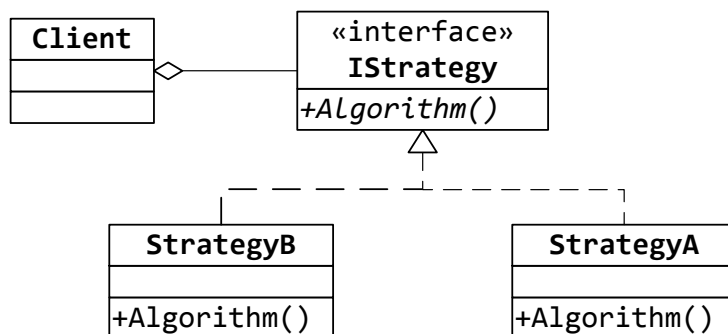 Client
«interface»
IStrategy
+Algorithm()
StrategyB
+Algorithm()
StrategyA
+Algorithm()